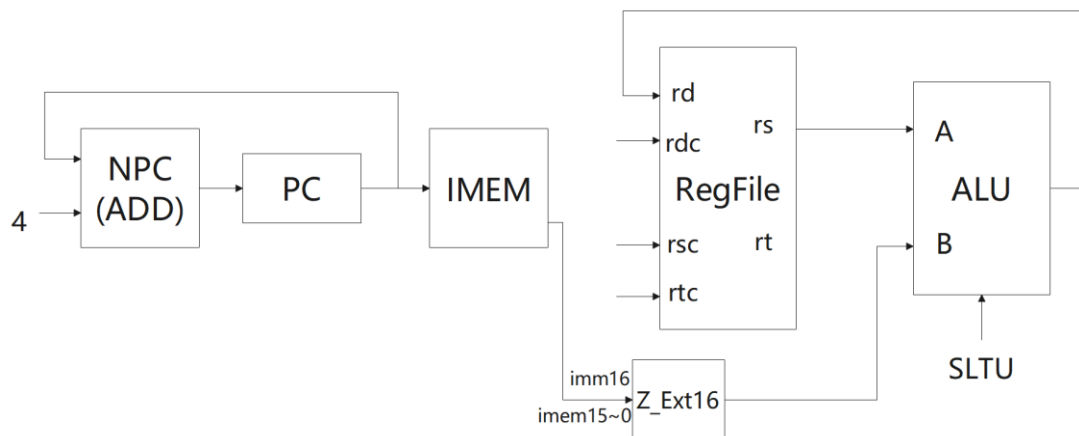 4
NPC
(ADD)
PC
IMEM
rd
rdc
rs
RegFile
rsc
rt
rtc
A
ALU
B
SLTU
imm16
imem15~0
Z_Ext16